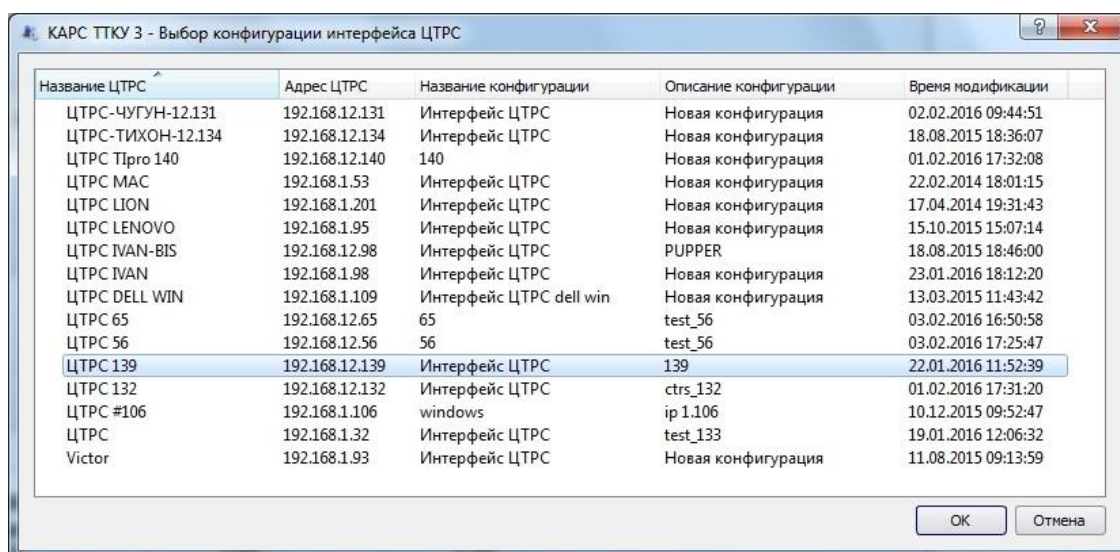 КАРС ТТКУ 3 - Выбор конфигурации интерфейса ЦТРС
Название ЦТРС Адрес ЦТРС Название конфигурации Описание конфигурации Время модификации
ЦТРС-ЧУГУН-12.131 192.168.12.131 Интерфейс ЦТРС Новая конфигурация 02.02.2016 09:44:51
ЦТРС-ТИХОН-12.134 192.168.12.134 Интерфейс ЦТРС Новая конфигурация 18.08.2015 18:36:07
ЦТРС TIpro 140 192.168.12.140 140 Новая конфигурация 01.02.2016 17:32:08
ЦТРС MAC 192.168.1.53 Интерфейс ЦТРС Новая конфигурация 22.02.2014 18:01:15
ЦТРС LION 192.168.1.201 Интерфейс ЦТРС Новая конфигурация 17.04.2014 19:31:43
ЦТРС LENOVO 192.168.1.95 Интерфейс ЦТРС Новая конфигурация 15.10.2015 15:07:14
ЦТРС IVAN-BIS 192.168.12.98 Интерфейс ЦТРС PUPPER 18.08.2015 18:46:00
ЦТРС IVAN 192.168.1.98 Интерфейс ЦТРС Новая конфигурация 23.01.2016 18:12:20
ЦТРС DELL WIN 192.168.1.109 Интерфейс ЦТРС dell win Новая конфигурация 13.03.2015 11:43:42
ЦТРС 65 192.168.12.65 65 test_56 03.02.2016 16:50:58
ЦТРС 56 192.168.12.56 56 test_56 03.02.2016 17:25:47
ЦТРС 139 192.168.12.139 Интерфейс ЦТРС 139 22.01.2016 11:52:39
ЦТРС 132 192.168.12.132 Интерфейс ЦТРС ctrs_132 01.02.2016 17:31:20
ЦТРС #106 192.168.1.106 windows ip 1.106 10.12.2015 09:52:47
ЦТРС 192.168.1.32 Интерфейс ЦТРС test_133 19.01.2016 12:06:32
Victor 192.168.1.93 Интерфейс ЦТРС Новая конфигурация 11.08.2015 09:13:59
OK Отмена